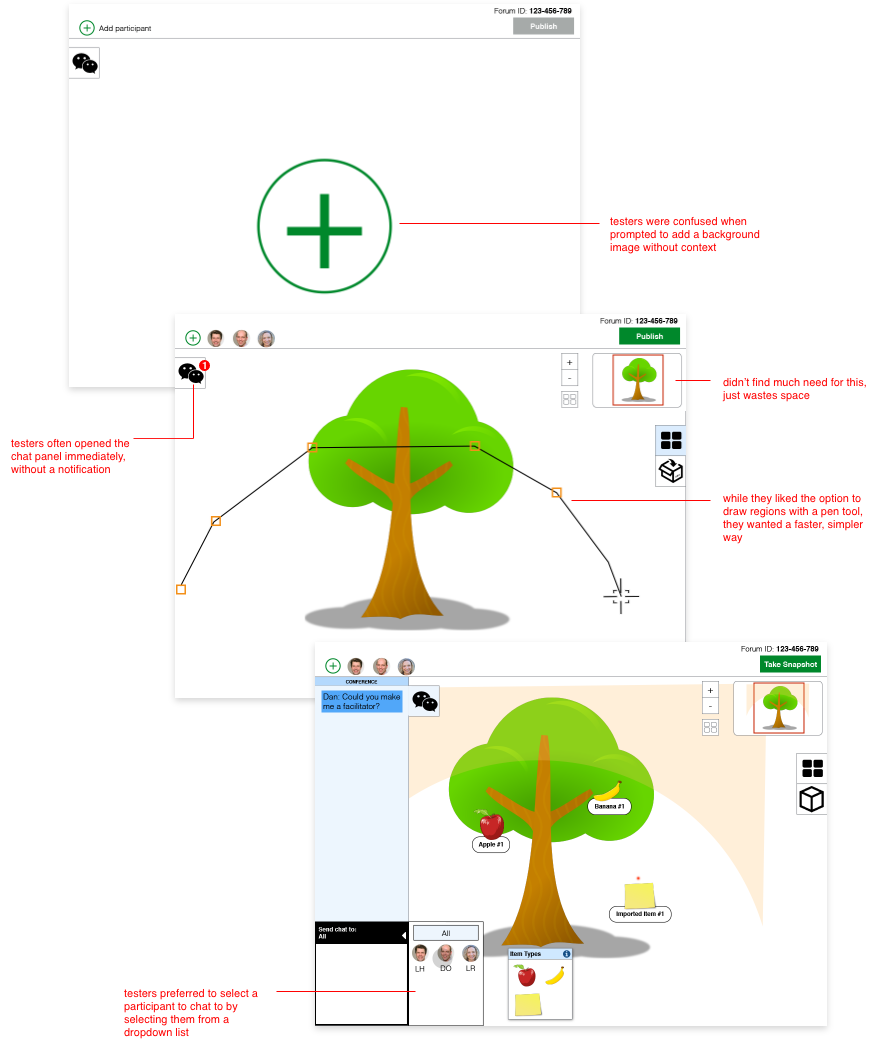 Forum ID: 123-456-789
Add participant
Publish
testers were confused when
prompted to add a background
image without context
Forum ID: 123-456-789
Publish
1
+
-
didn't find much need for this,
just wastes space
testers often opened the
chat panel immediately,
without a notification
while they liked the option to
draw regions with a pen tool,
they wanted a faster, simpler
way
Forum ID: 123-456-789
Take Snapshot
CONFERENCE
Dan: Could you make
me a facilitator?
+
-
Banana #1
Apple #1
Imported Item #1
Send chat to:
All
All
LH DO LR
Item Types i
testers preferred to select a
participant to chat to by
selecting them from a
dropdown list